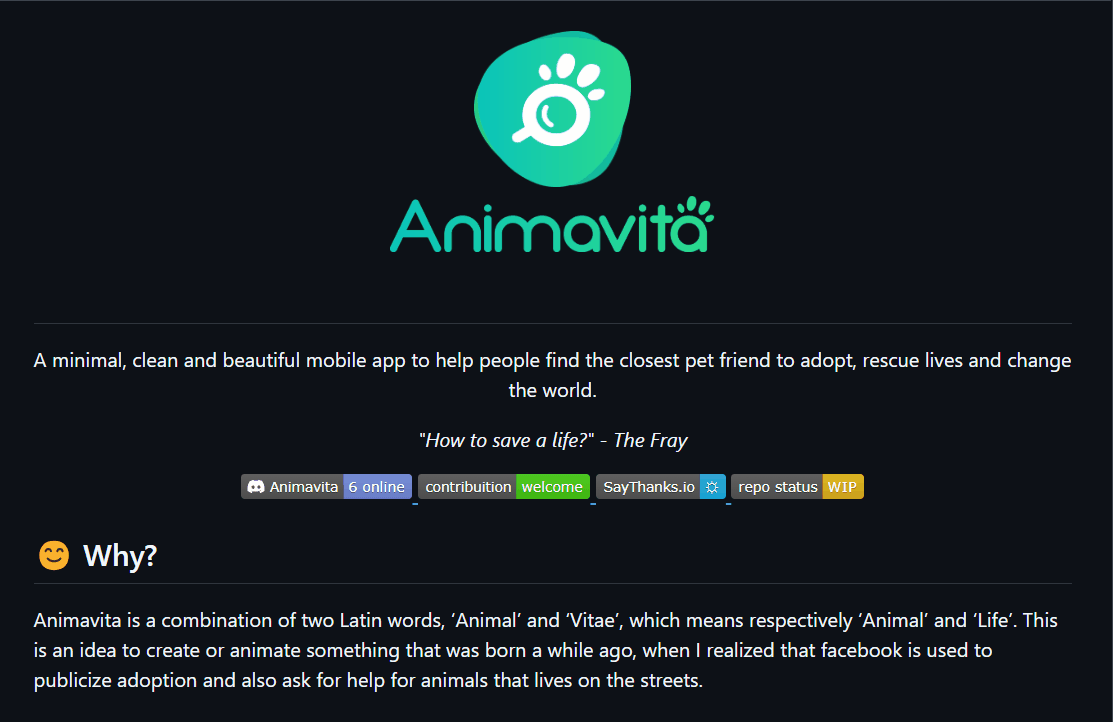 Animavita
A minimal, clean and beautiful mobile app to help people find the closest pet friend to adopt, rescue lives and change
the world.
"How to save a life?" - The Fray
Animavita 6 online contribuition welcome SayThanks.io repo status WIP
😊 Why?
Animavita is a combination of two Latin words, ‘Animal’ and ‘Vitae’, which means respectively ‘Animal’ and ‘Life’. This
is an idea to create or animate something that was born a while ago, when I realized that facebook is used to
publicize adoption and also ask for help for animals that lives on the streets.